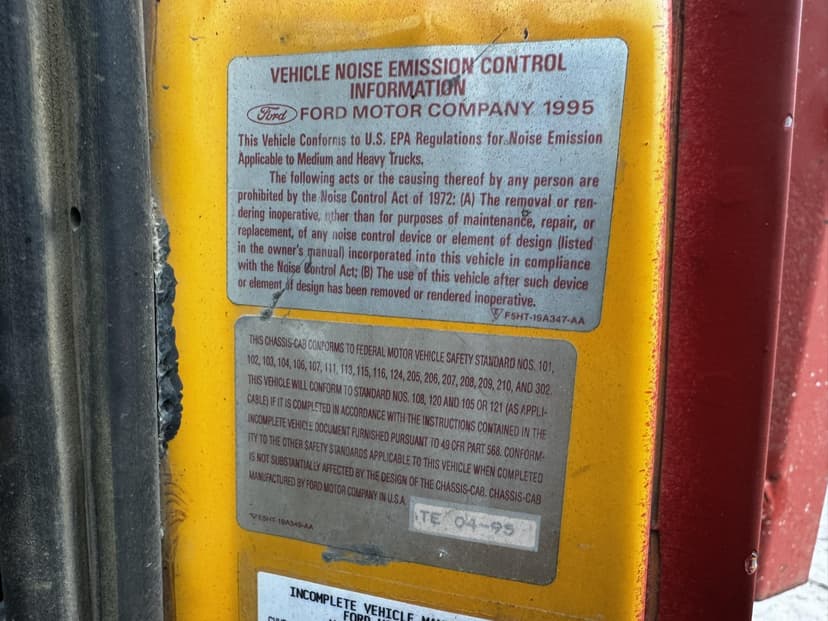 VEHICLE NOISE EMISSION CONTROL
INFORMATION
Ford FORD MOTOR COMPANY 1995
This Vehicle Conforms to U.S. EPA Regulations for Noise Emission
Applicable to Medium and Heavy Trucks.
The following acts or the causing thereof by any person are
prohibited by the Noise Control Act of 1972; (A) The removal or ren-
dering inoperative, other than for purposes of maintenance, repair, or
replacement, of any noise control device or element of design (listed
in the owner's manual) incorporated into this vehicle in compliance
with the Noise Control Act; (B) The use of this vehicle after such device
or element of design has been removed or rendered inoperative.
F5HT-19A347-AA
THIS CHASSIS-CAB CONFORMS TO FEDERAL MOTOR VEHICLE SAFETY STANDARD NOS. 101,
102, 103, 104, 106, 107, 111, 113, 115, 116, 124, 205, 206, 207, 208, 209, 210, AND 302.
THIS VEHICLE WILL CONFORM TO STANDARD NOS. 108, 120 AND 105 OR 121 (AS APPLI-
CABLE) IF IT IS COMPLETED IN ACCORDANCE WITH THE INSTRUCTIONS CONTAINED IN THE
INCOMPLETE VEHICLE DOCUMENT FURNISHED PURSUANT TO 49 CFR PART 568. CONFORM-
ITY TO THE OTHER SAFETY STANDARDS APPLICABLE TO THIS VEHICLE WHEN COMPLETED
IS NOT SUBSTANTIALLY AFFECTED BY THE DESIGN OF THE CHASSIS-CAB. CHASSIS-CAB
MANUFACTURED BY FORD MOTOR COMPANY IN U.S.A.
TE 04-95
INCOMPLETE VEHICLE
FORD